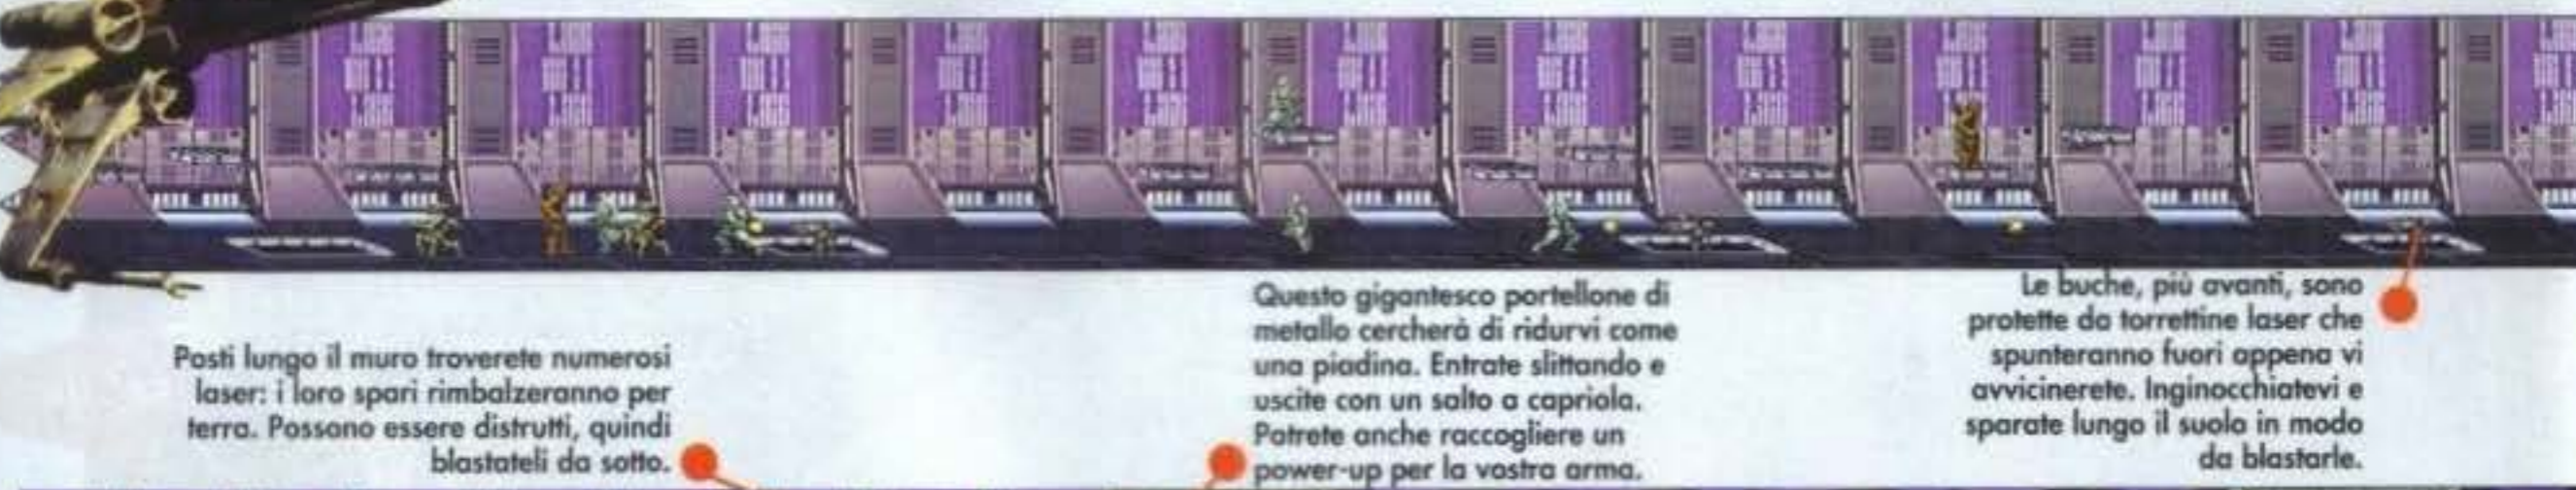 Posti lungo il muro troverete numerosi
laser: i loro spari rimbalzeranno per
terra. Possono essere distrutti, quindi
blastateli da sotto.
Questo gigantesco portellone di
metallo cercherà di ridurvi come
una piadina. Entrate slittando e
uscite con un salto a capriola.
Potrete anche raccogliere un
power-up per la vostra arma.
Le buche, più avanti, sono
protette da torrettine laser che
spunteranno fuori appena vi
avvicinerete. Inginocchiatevi e
sparate lungo il suolo in modo
da blastarle.